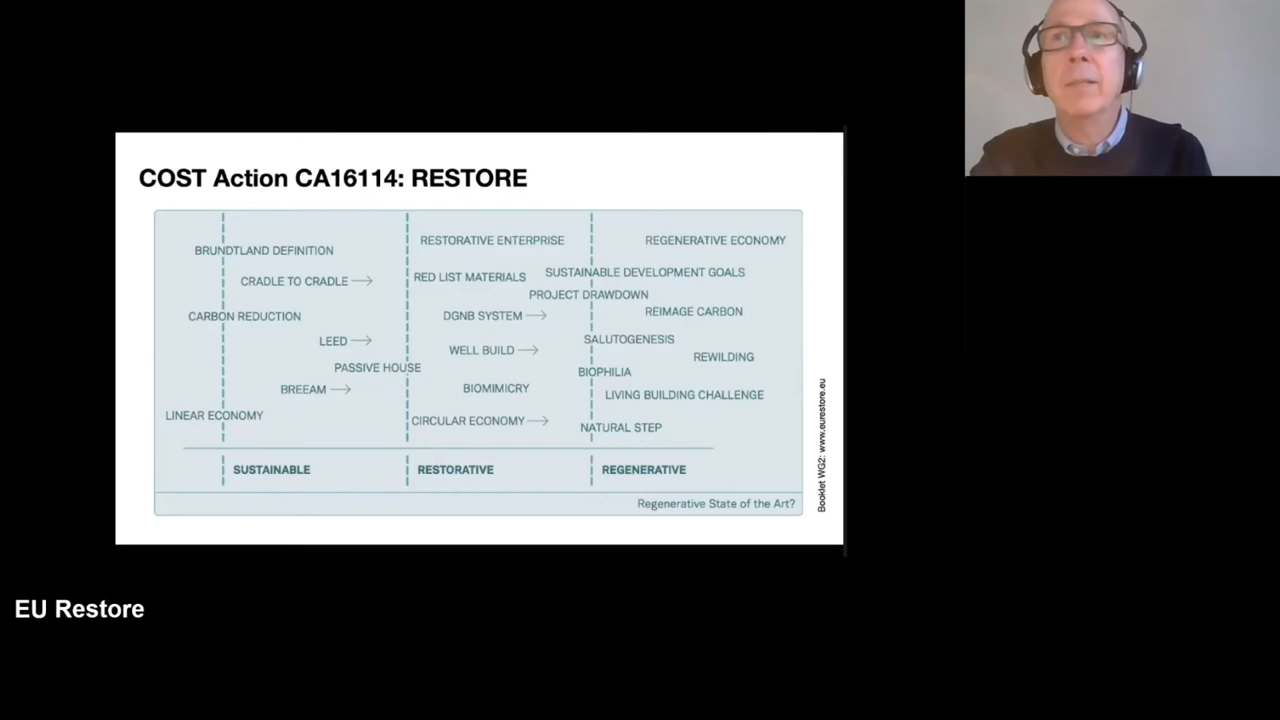 COST Action CA16114: RESTORE
BRUNDTLAND DEFINITION
RESTORATIVE ENTERPRISE
REGENERATIVE ECONOMY
CRADLE TO CRADLE →
RED LIST MATERIALS
SUSTAINABLE DEVELOPMENT GOALS
PROJECT DRAWDOWN
CARBON REDUCTION
DGNB SYSTEM →
REIMAGE CARBON
LEED →
WELL BUILD →
SALUTOGENESIS
REWILDING
PASSIVE HOUSE
BIOPHILIA
BREEAM →
BIOMIMICRY
LIVING BUILDING CHALLENGE
LINEAR ECONOMY
CIRCULAR ECONOMY →
NATURAL STEP
SUSTAINABLE
RESTORATIVE
REGENERATIVE
Regenerative State of the Art?
Booklet WG2: www.eurestore.eu
EU Restore